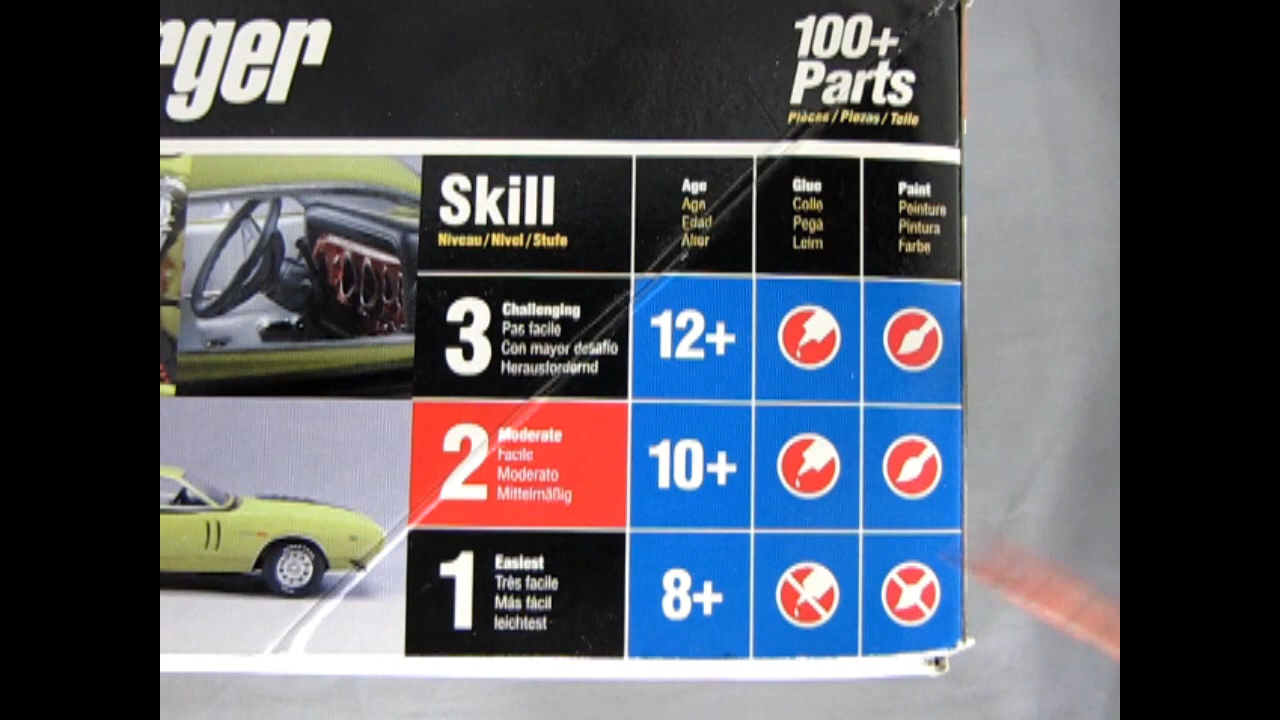 rger
100+
Parts
Pièces / Piezas / Teile
Skill
Niveau / Nivel / Stufe
Age
Age
Edad
Alter
Glue
Colle
Pega
Leim
Paint
Peinture
Pintura
Farbe
3
Challenging
Pas facile
Con mayor desafio
Herausfordernd
12+
2
Moderate
Facile
Moderato
Mittelmäßig
10+
1
Easiest
Très facile
Más fácil
leichtest
8+